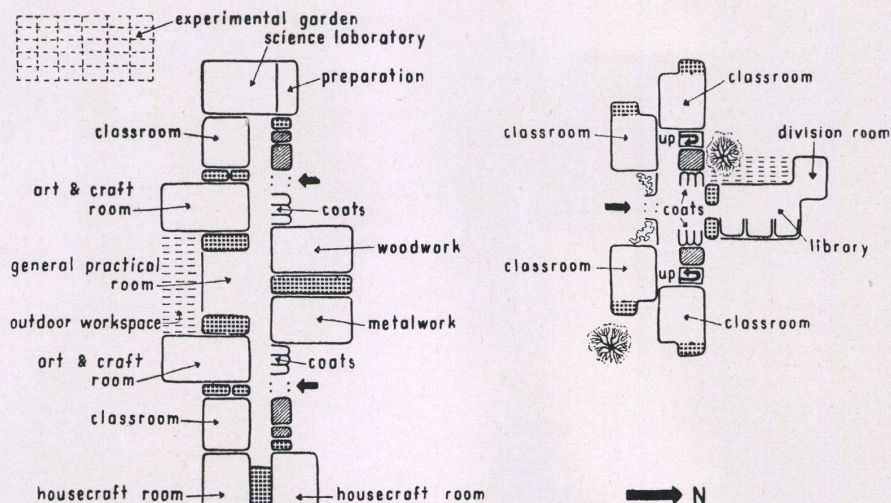 experimental garden
science laboratory
preparation
classroom
art & craft
room
coats
woodwork
general practical
room
outdoor workspace
metalwork
art & craft
room
coats
classroom
housecraft room
housecraft room
classroom
classroom
up
division room
coats
library
classroom
up
classroom
N